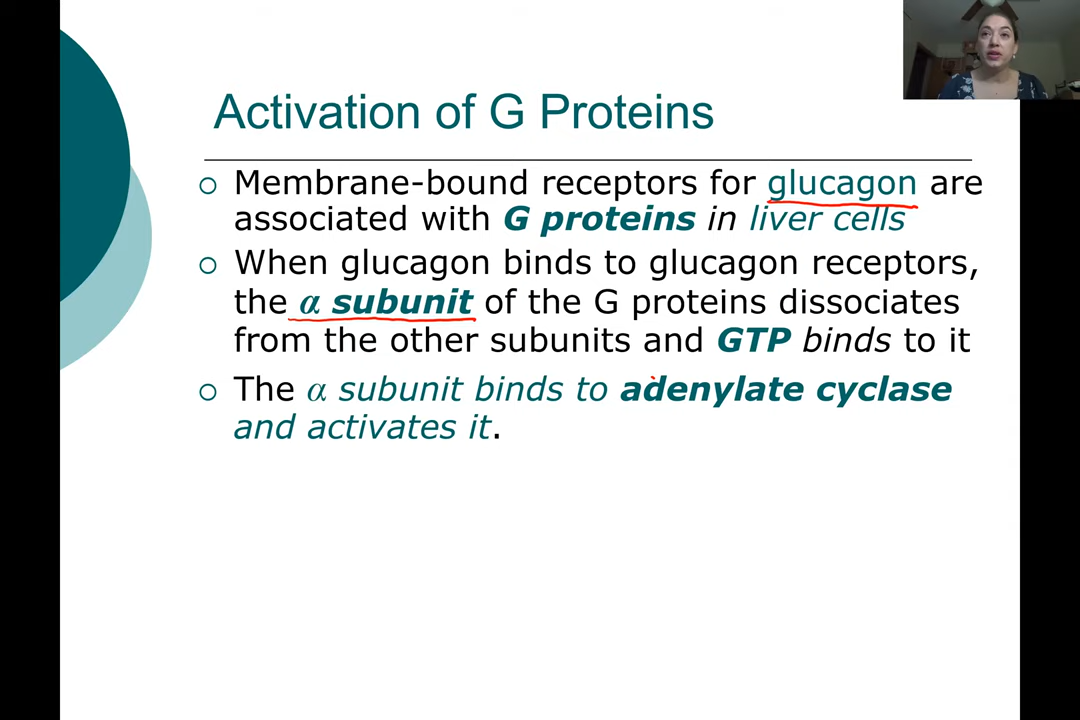 Activation of G Proteins
Membrane-bound receptors for glucagon are
associated with G proteins in liver cells
When glucagon binds to glucagon receptors,
the α subunit of the G proteins dissociates
from the other subunits and GTP binds to it
The α subunit binds to adenylate cyclase
and activates it.